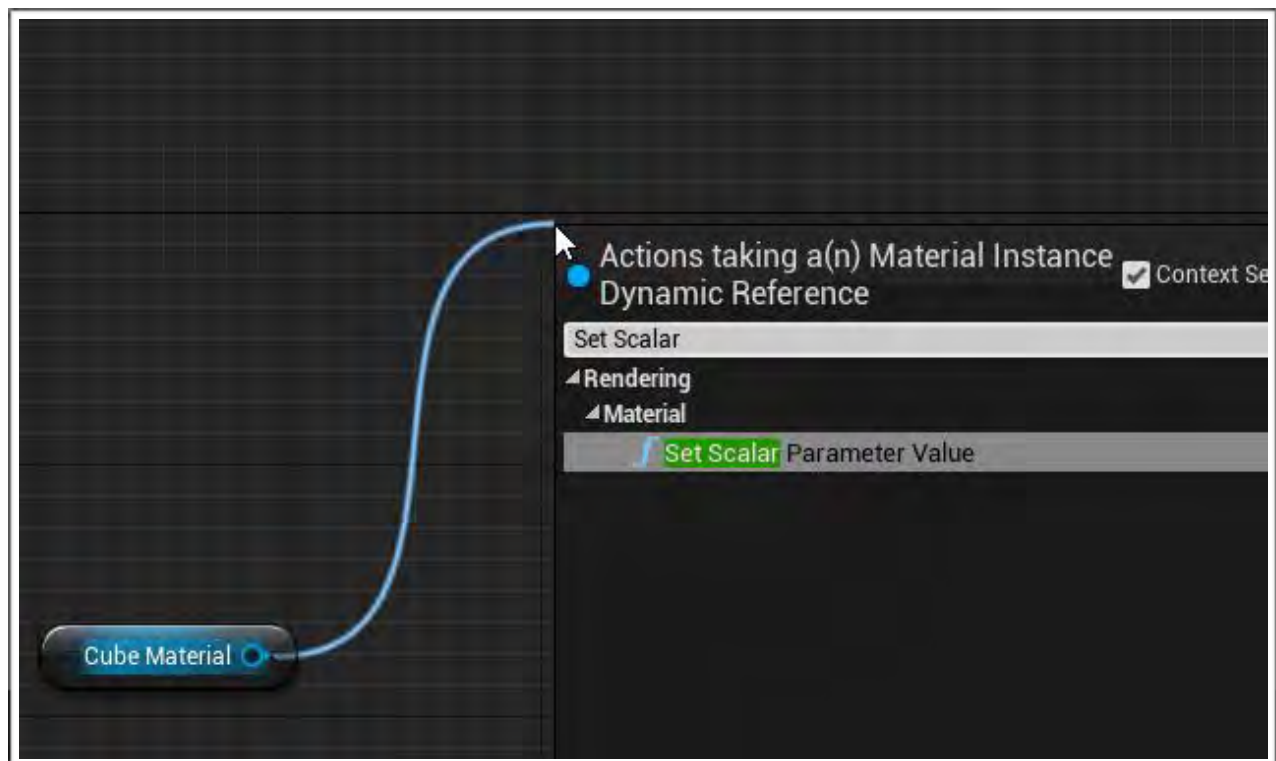 Actions taking a(n) Material Instance
Dynamic Reference
Context Se
Set Scalar
Rendering
Material
Set Scalar Parameter Value
Cube Material